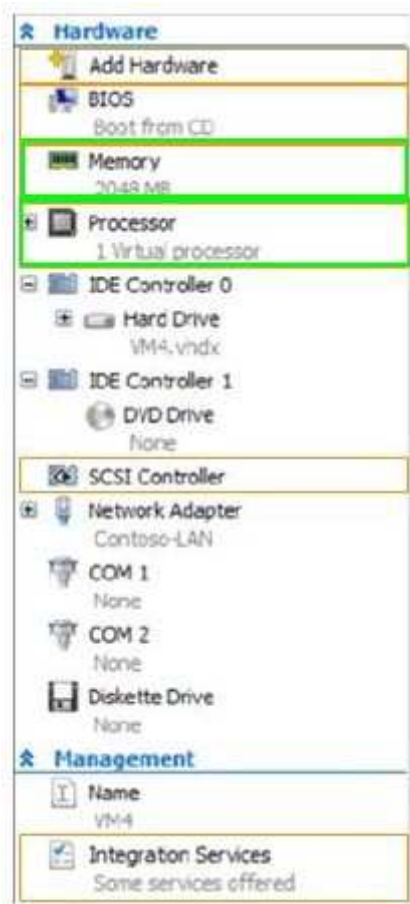 Hardware
Add Hardware
BIOS
Boot from CD
Memory
2048 MB
Processor
1 Virtual processor
IDE Controller 0
Hard Drive
VM4.vhdx
IDE Controller 1
DVD Drive
None
SCSI Controller
Network Adapter
Contoso-LAN
COM 1
None
COM 2
None
Diskette Drive
None
Management
Name
VM4
Integration Services
Some services offered